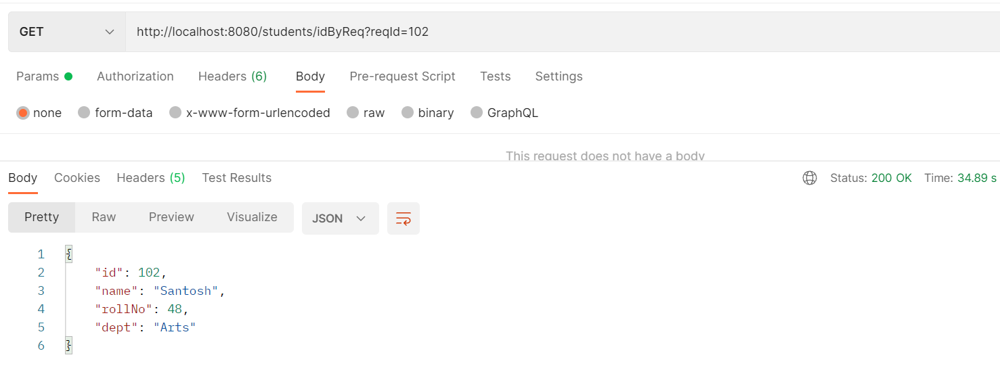 GET http://localhost:8080/students/idByReq?reqId=102
Params Authorization Headers (6) Body Pre-request Script Tests Settings
none form-data x-www-form-urlencoded raw binary GraphQL
This request does not have a body
Body Cookies Headers (5) Test Results Status: 200 OK Time: 34.89 s
Pretty Raw Preview Visualize JSON
1 {
2 "id": 102,
3 "name": "Santosh",
4 "rollNo": 48,
5 "dept": "Arts"
6 }